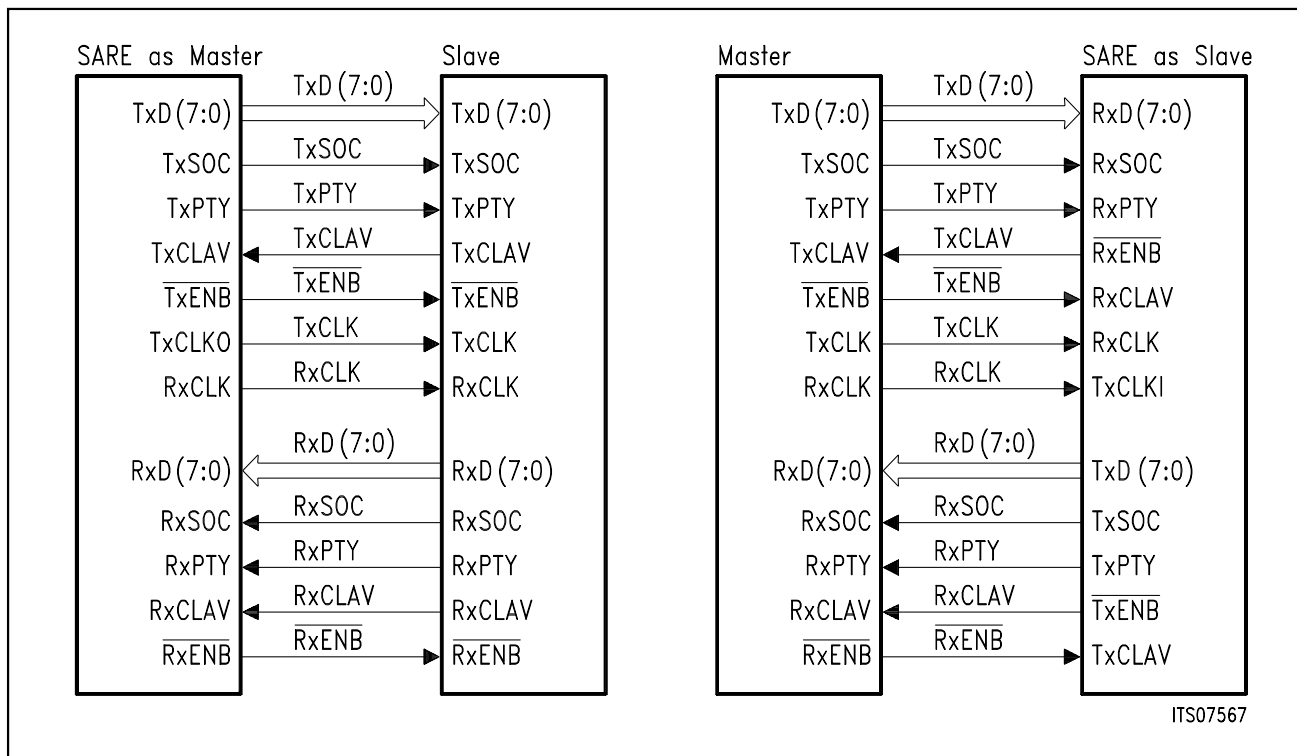 SARE as Master Slave Master SARE as Slave
TxD(7:0) TxD(7:0) TxD(7:0) TxD(7:0) TxD(7:0) RxD(7:0)
TxSOC TxSOC TxSOC TxSOC TxSOC RxSOC
TxPTY TxPTY TxPTY TxPTY TxPTY RxPTY
TxCLAV TxCLAV TxCLAV TxCLAV TxCLAV RxENB
TxENB TxENB TxENB TxENB TxENB RxCLAV
TxCLKO TxCLK TxCLK TxCLK TxCLK RxCLK
RxCLK RxCLK RxCLK RxCLK RxCLK TxCLKI
RxD(7:0) RxD(7:0) RxD(7:0) RxD(7:0) RxD(7:0) TxD(7:0)
RxSOC RxSOC RxSOC RxSOC RxSOC TxSOC
RxPTY RxPTY RxPTY RxPTY RxPTY TxPTY
RxCLAV RxCLAV RxCLAV RxCLAV RxCLAV TxENB
RxENB RxENB RxENB RxENB RxENB TxCLAV
ITS07567